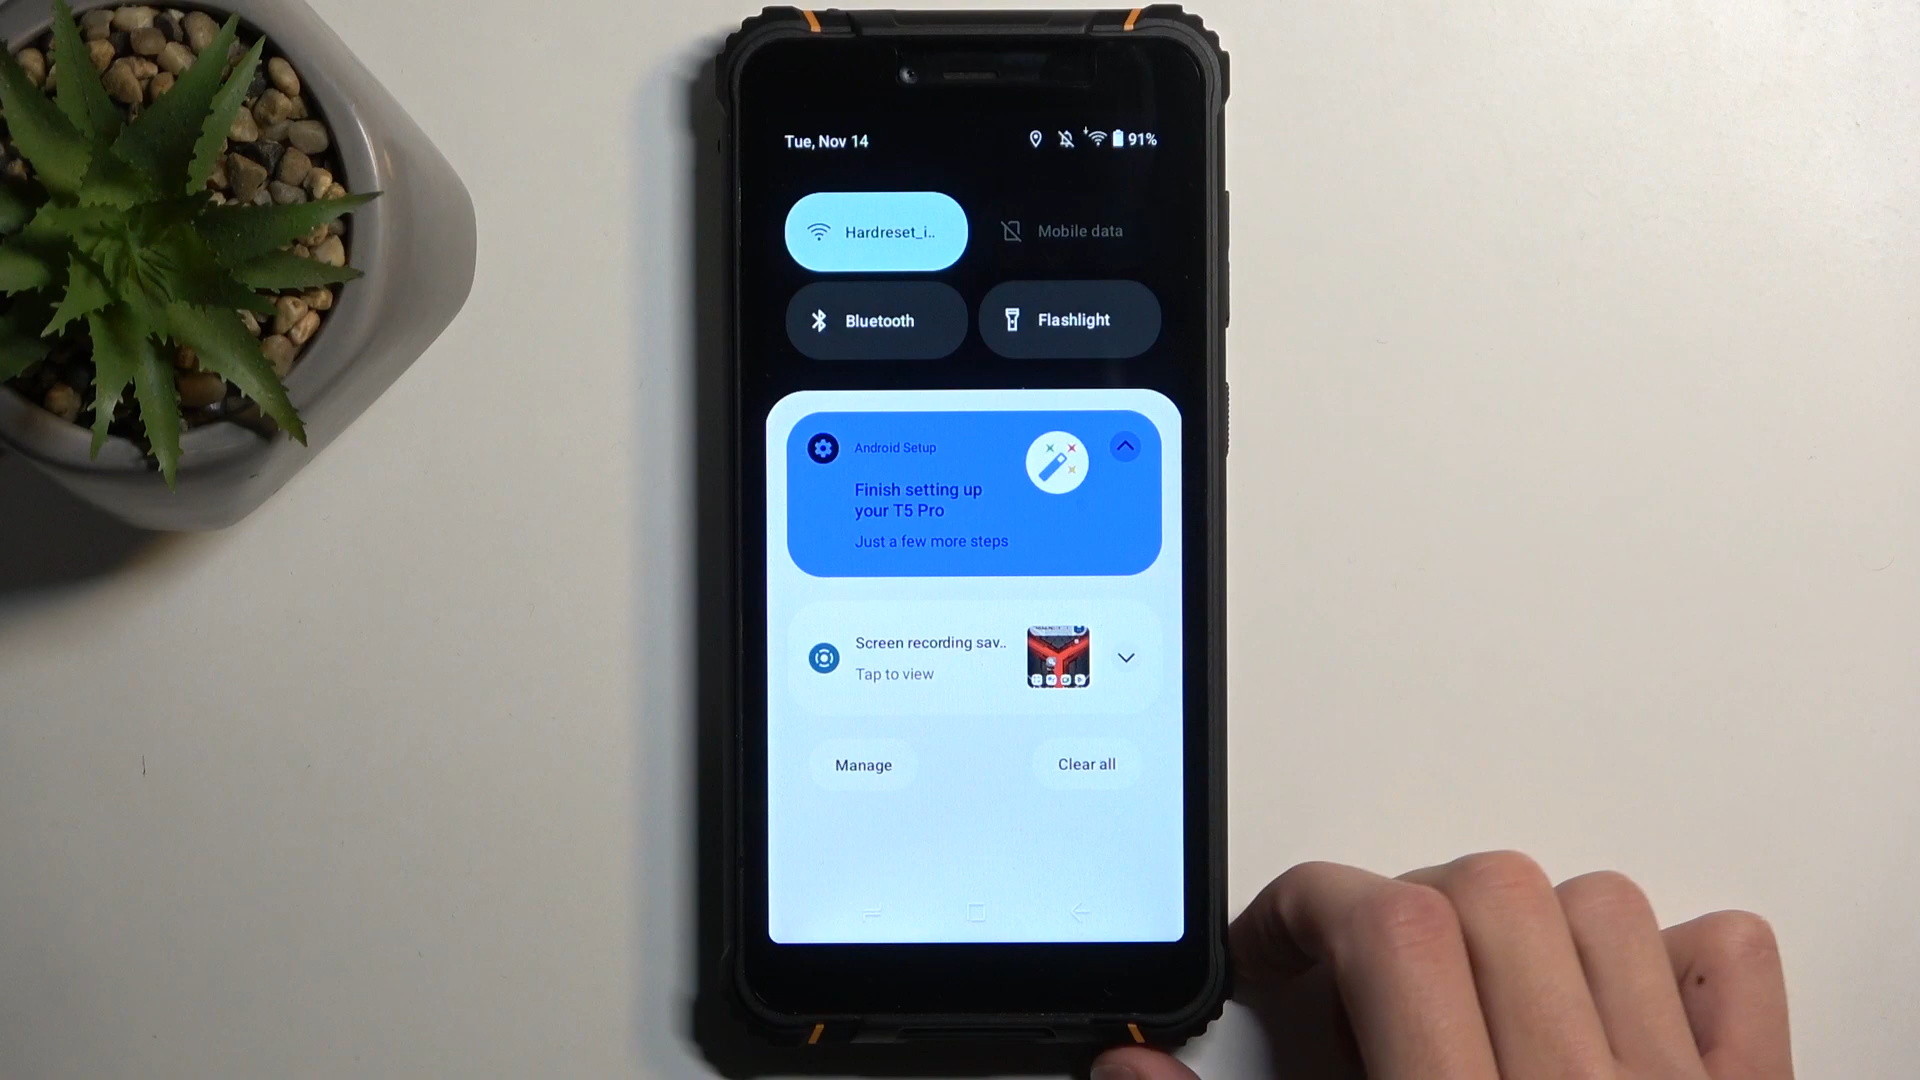 Tue, Nov 14
91%
Hardreset_i..
Mobile data
Bluetooth
Flashlight
Android Setup
Finish setting up
your T5 Pro
Just a few more steps
Screen recording sav..
Tap to view
Manage
Clear all